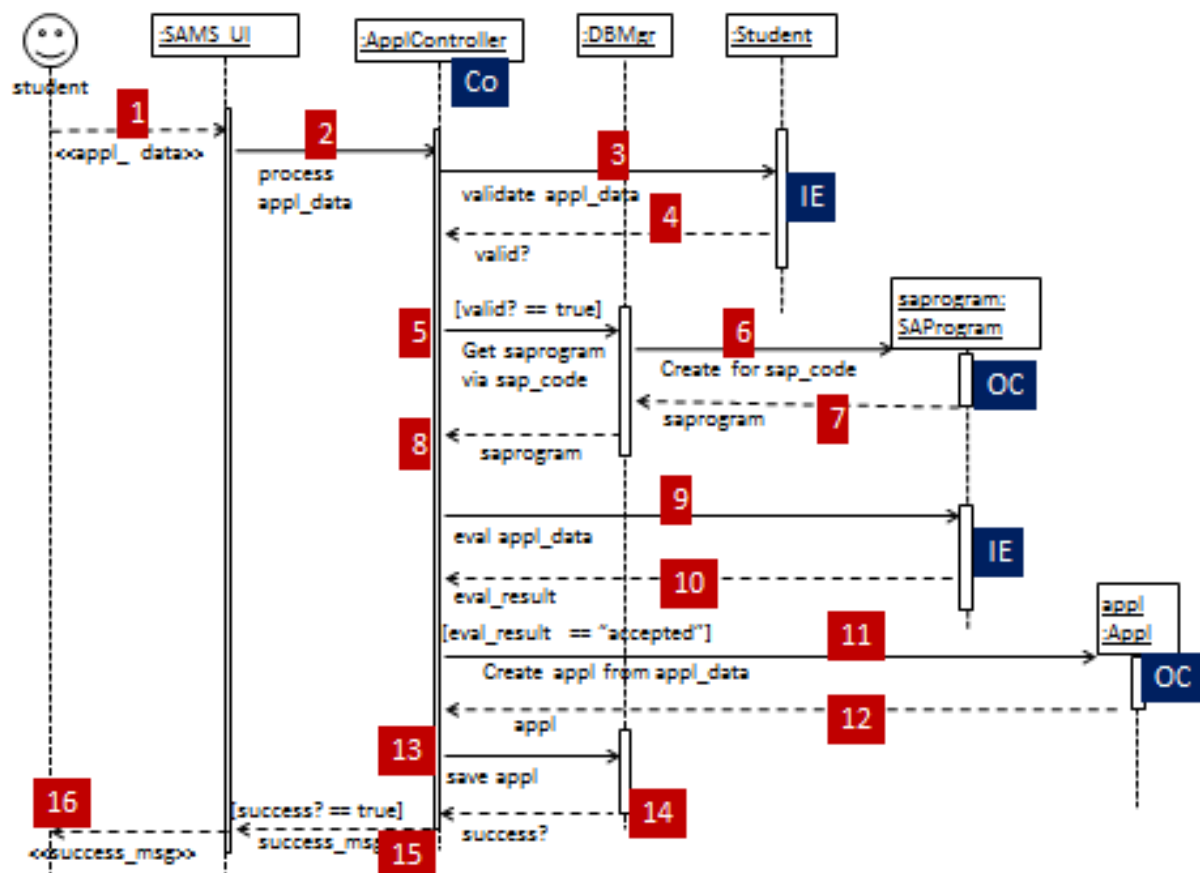 :SAMS UI
:ApplController
:DBMgr
:Student
student
Co
1
<<appl_ data>>
2
process
appl_data
3
validate appl_data
IE
4
valid?
saprogram:
SAProgram
[valid? == true]
5
6
Get saprogram
via sap_code
Create for sap_code
OC
saprogram
7
8
saprogram
9
eval appl_data
IE
10
eval_result
appl
:Appl
[eval_result == "accepted"]
11
Create appl from appl_data
OC
12
appl
13
save appl
16
[success? == true]
14
success?
<<success_msg>>
success_msg
15